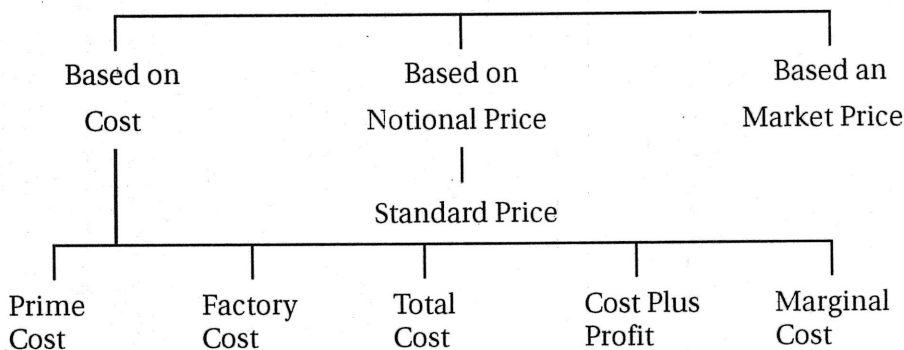 Based on
Cost
Based on
Notional Price
Based an
Market Price
Standard Price
Prime
Cost
Factory
Cost
Total
Cost
Cost Plus
Profit
Marginal
Cost